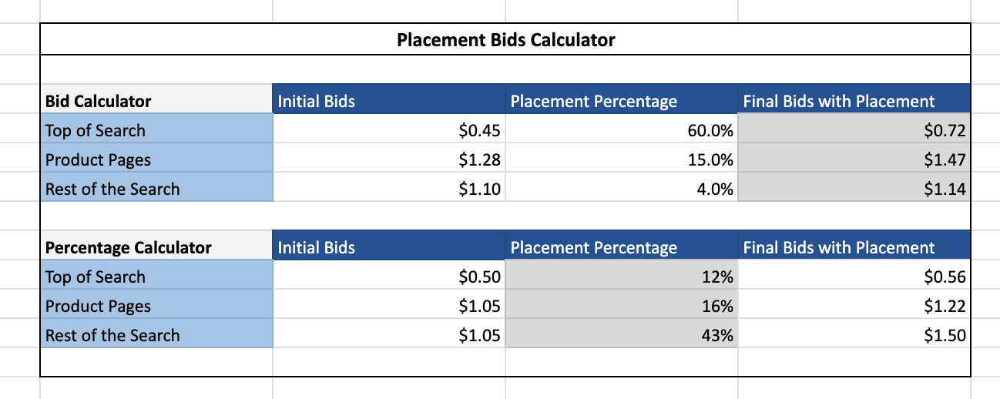 Placement Bids Calculator
Bid Calculator Initial Bids Placement Percentage Final Bids with Placement
Top of Search $0.45 60.0% $0.72
Product Pages $1.28 15.0% $1.47
Rest of the Search $1.10 4.0% $1.14
Percentage Calculator Initial Bids Placement Percentage Final Bids with Placement
Top of Search $0.50 12% $0.56
Product Pages $1.05 16% $1.22
Rest of the Search $1.05 43% $1.50